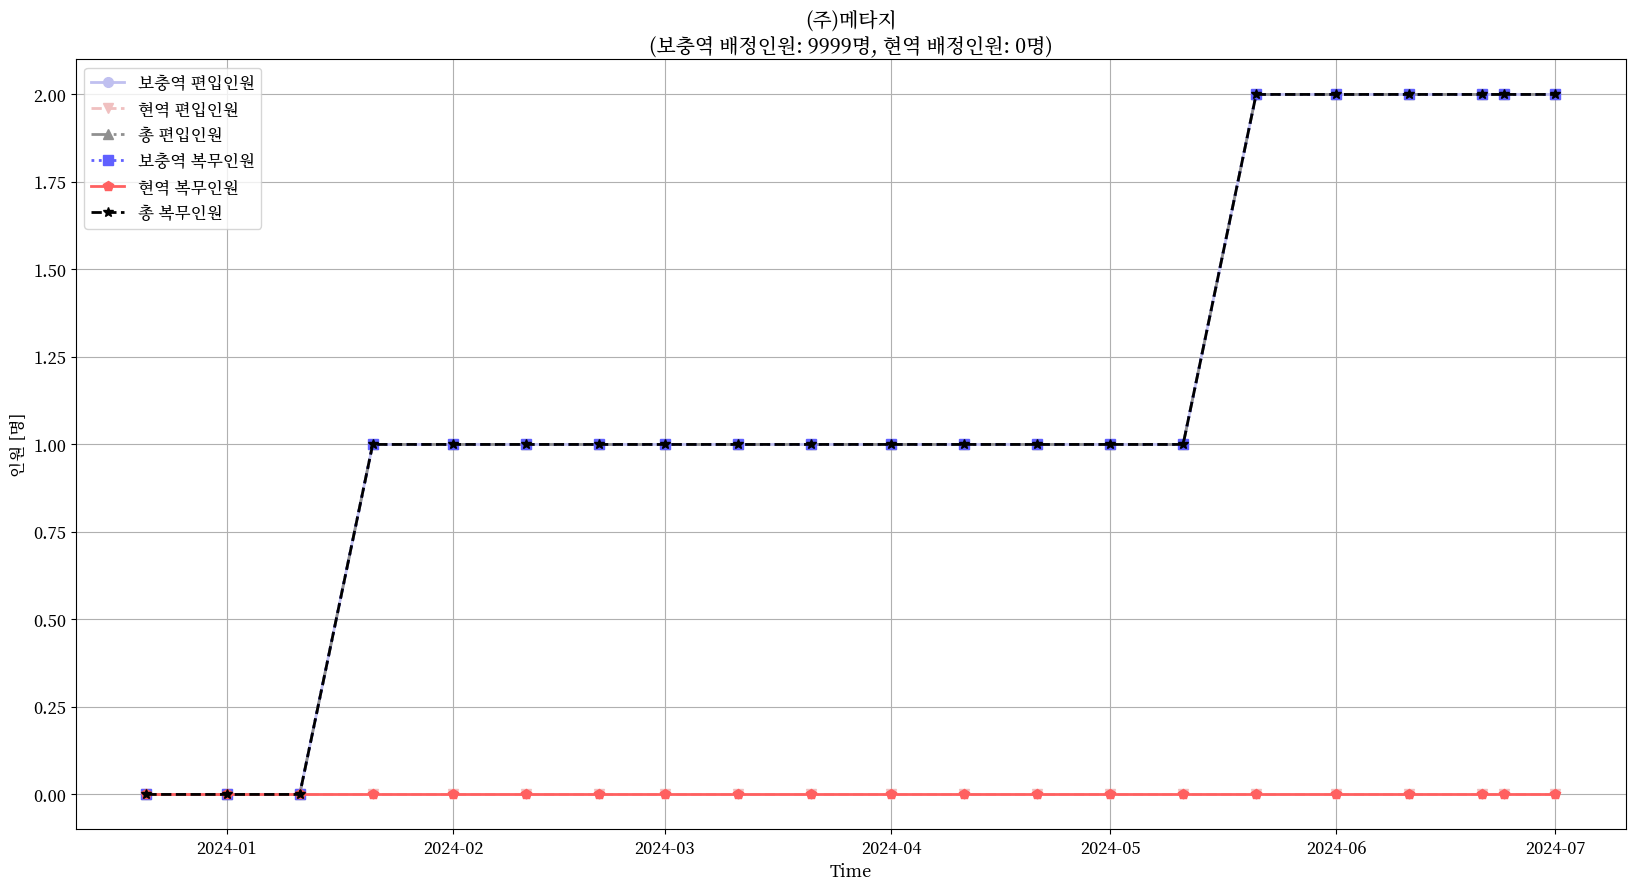 (주)메타지
(보충역 배정인원: 9999명, 현역 배정인원: 0명)
보충역 편입인원
현역 편입인원
총 편입인원
보충역 복무인원
현역 복무인원
총 복무인원
인원 [명]
2.00
1.75
1.50
1.25
1.00
0.75
0.50
0.25
0.00
2024-01 2024-02 2024-03 2024-04 2024-05 2024-06 2024-07
Time